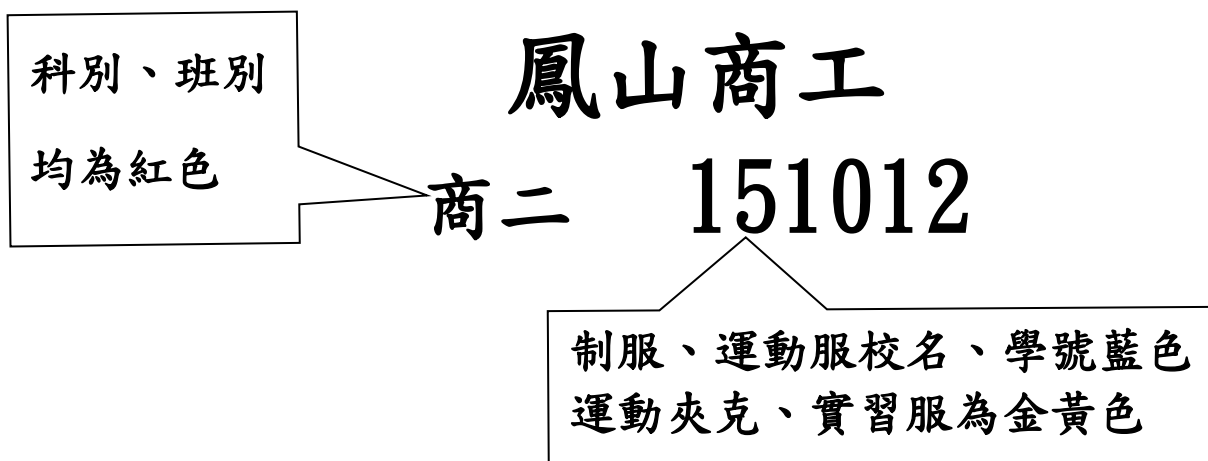 科別、班別
均為紅色
鳳山商工
商二 151012
制服、運動服校名、學號藍色
運動夾克、實習服為金黃色